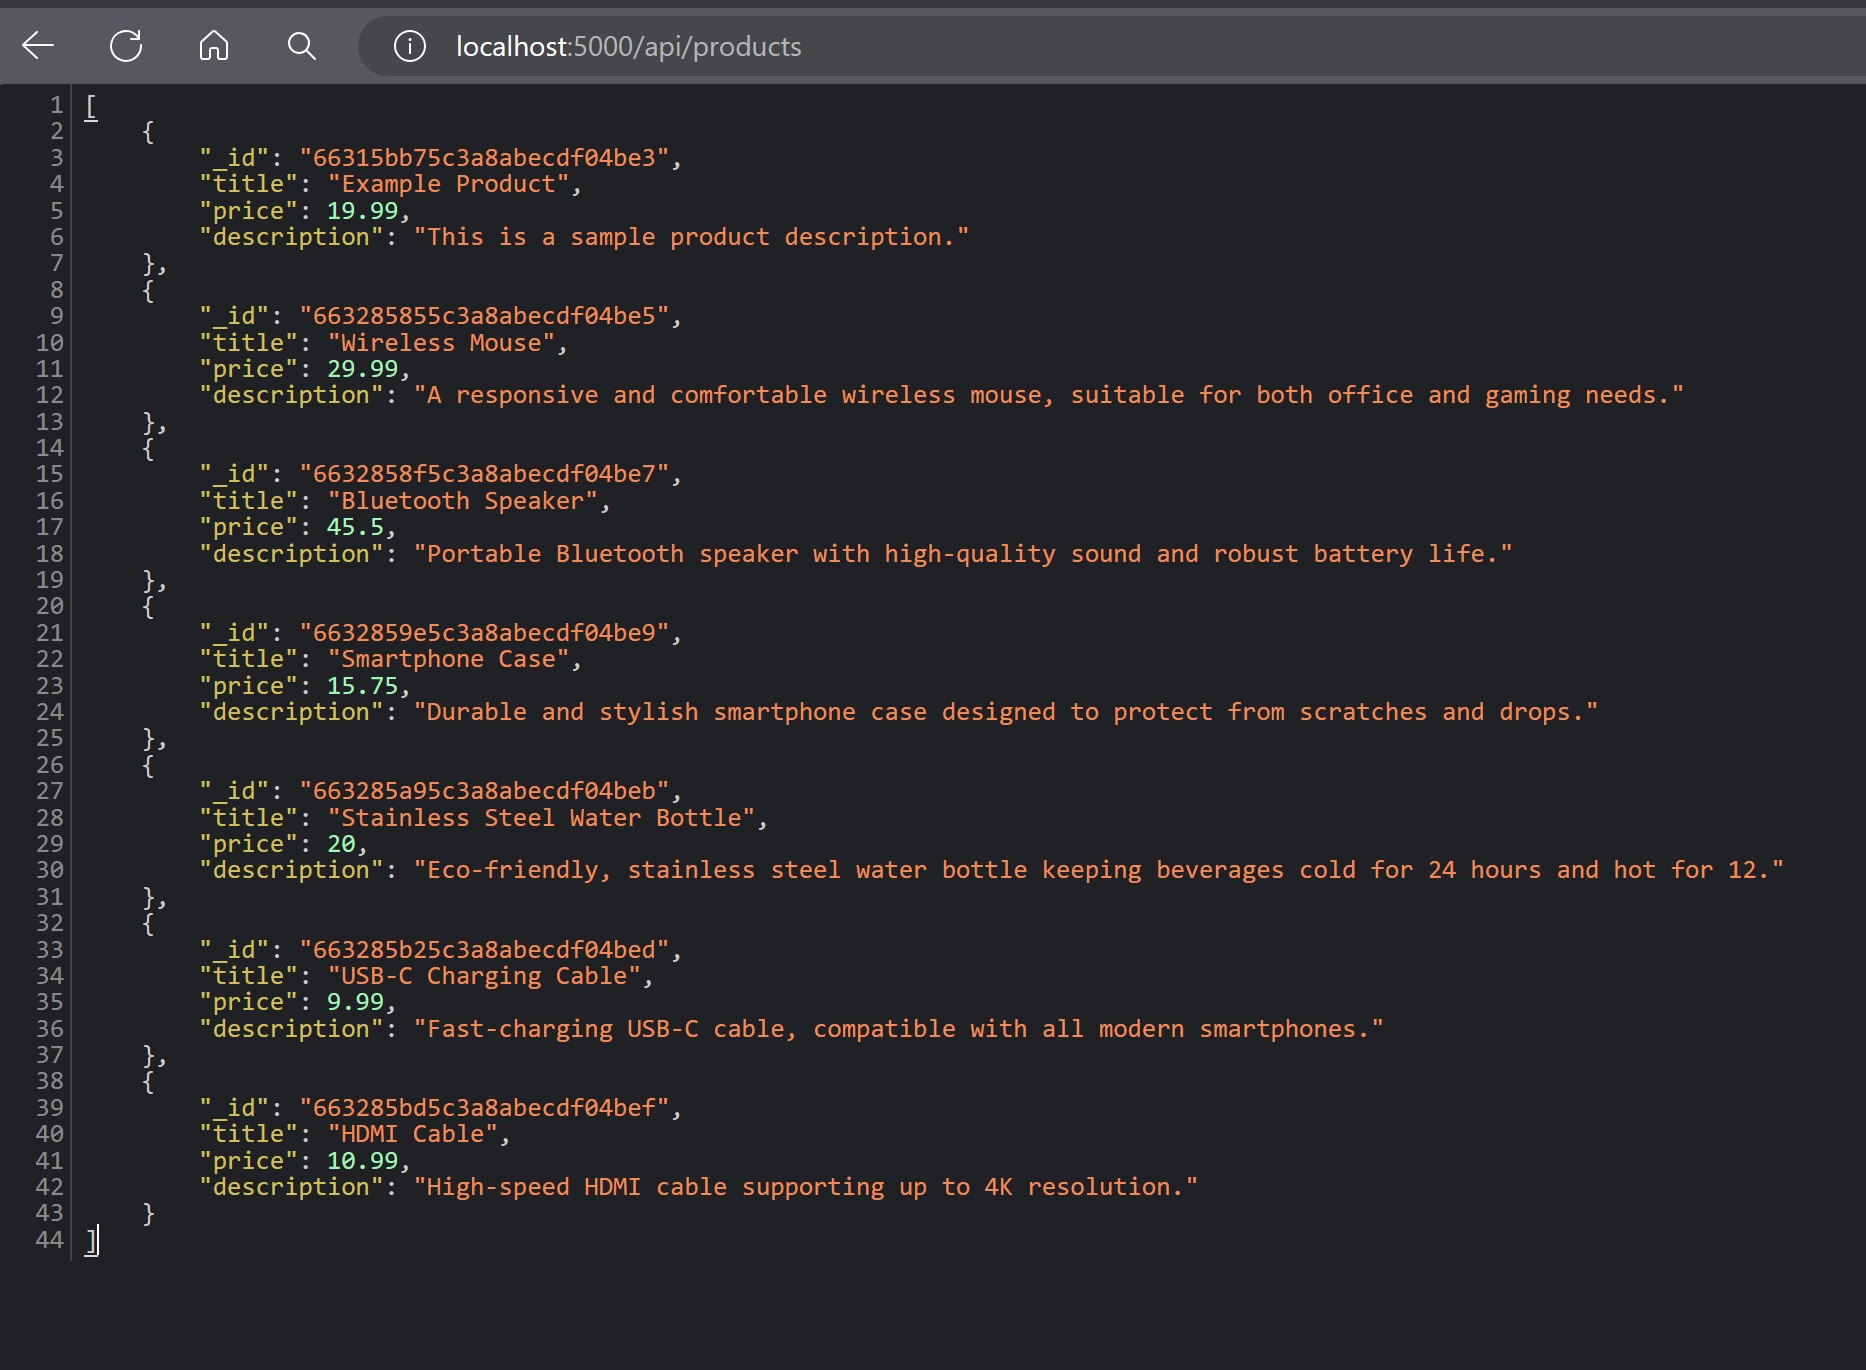 localhost:5000/api/products
1 [
2 {
3 "_id": "66315bb75c3a8abecdf04be3",
4 "title": "Example Product",
5 "price": 19.99,
6 "description": "This is a sample product description."
7 },
8 {
9 "_id": "663285855c3a8abecdf04be5",
10 "title": "Wireless Mouse",
11 "price": 29.99,
12 "description": "A responsive and comfortable wireless mouse, suitable for both office and gaming needs."
13 },
14 {
15 "_id": "6632858f5c3a8abecdf04be7",
16 "title": "Bluetooth Speaker",
17 "price": 45.5,
18 "description": "Portable Bluetooth speaker with high-quality sound and robust battery life."
19 },
20 {
21 "_id": "6632859e5c3a8abecdf04be9",
22 "title": "Smartphone Case",
23 "price": 15.75,
24 "description": "Durable and stylish smartphone case designed to protect from scratches and drops."
25 },
26 {
27 "_id": "663285a95c3a8abecdf04beb",
28 "title": "Stainless Steel Water Bottle",
29 "price": 20,
30 "description": "Eco-friendly, stainless steel water bottle keeping beverages cold for 24 hours and hot for 12."
31 },
32 {
33 "_id": "663285b25c3a8abecdf04bed",
34 "title": "USB-C Charging Cable",
35 "price": 9.99,
36 "description": "Fast-charging USB-C cable, compatible with all modern smartphones."
37 },
38 {
39 "_id": "663285bd5c3a8abecdf04bef",
40 "title": "HDMI Cable",
41 "price": 10.99,
42 "description": "High-speed HDMI cable supporting up to 4K resolution."
43 }
44 ]